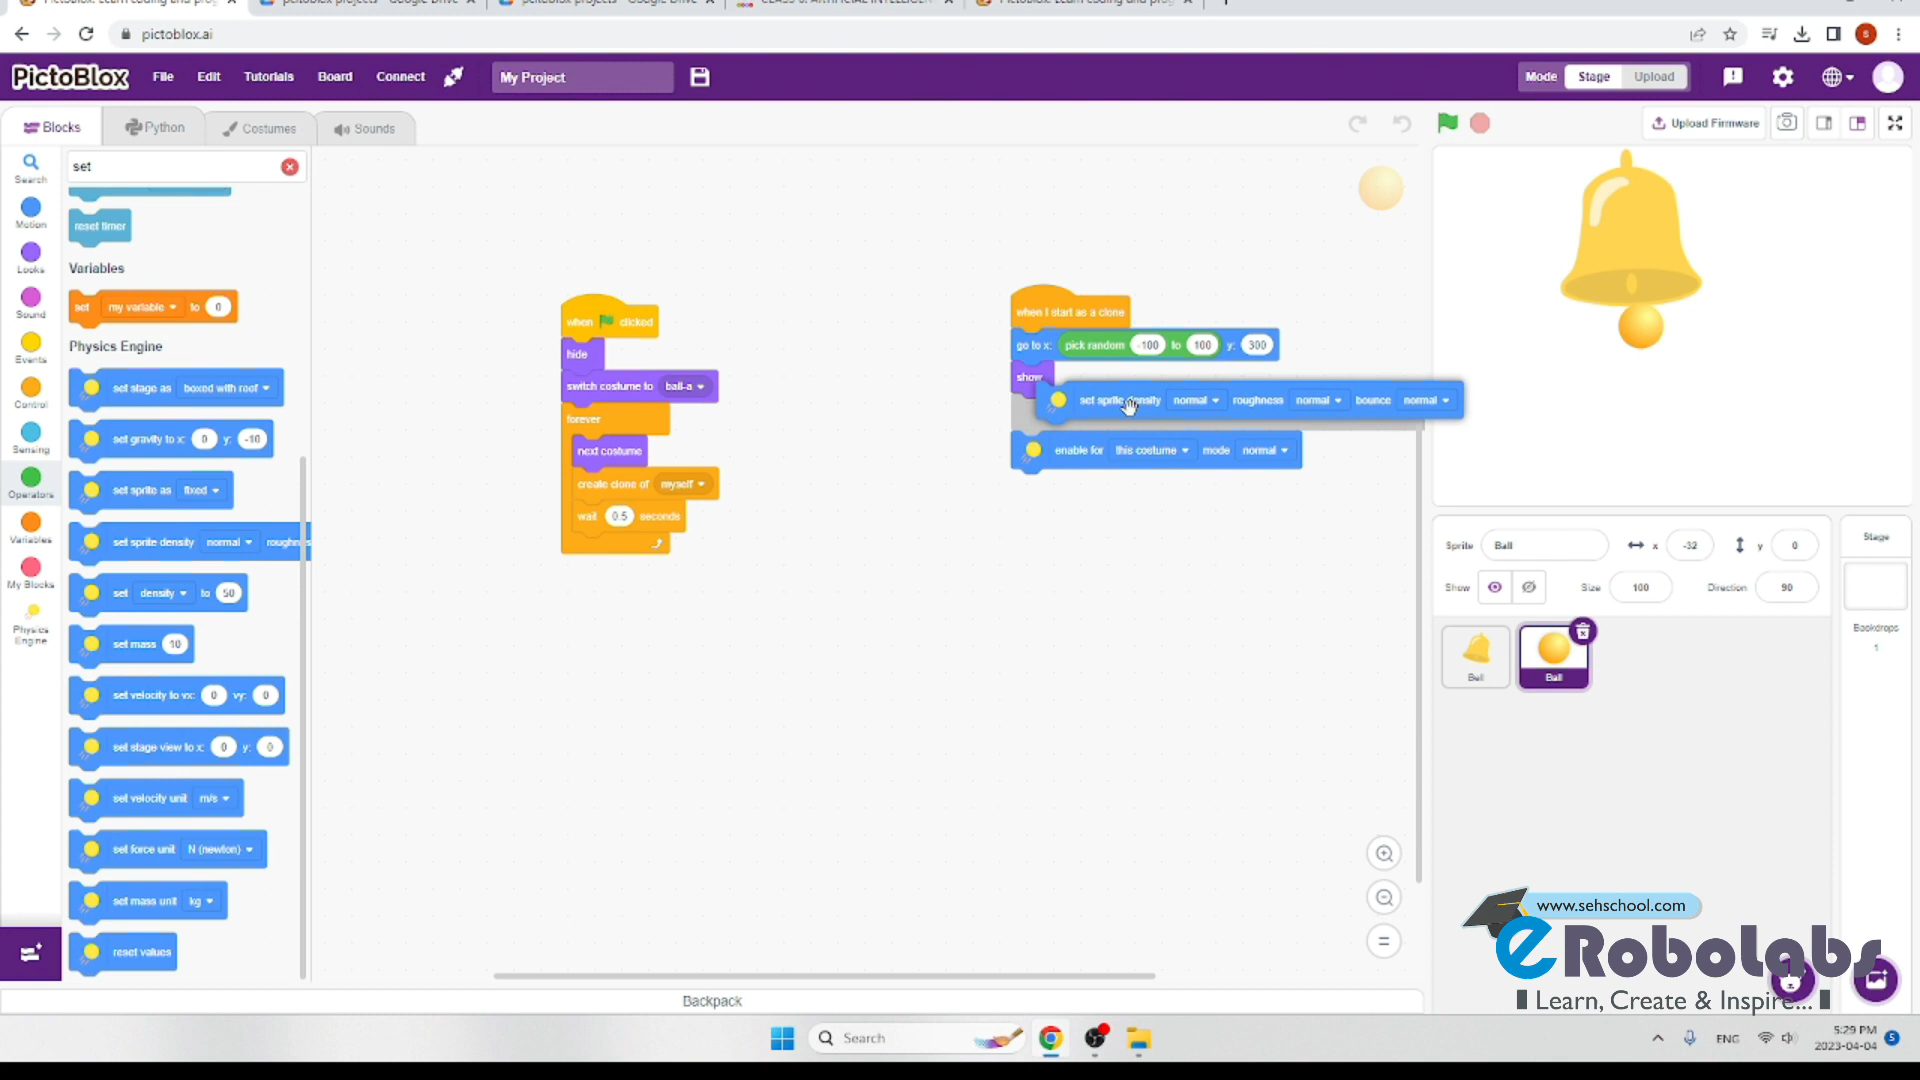 pictoblox.ai
PictoBlox File Edit Tutorials Board Connect My Project Mode Stage Upload
Blocks Python Costumes Sounds Upload Firmware
set
Search
Motion
Looks
Sound
Events
Control
Sensing
Operators
Variables
My Blocks
Physics
Engine
reset timer
Variables
set my variable to 0
Physics Engine
set stage as boxed with roof
set gravity to x: 0 y: -10
set sprite as fixed
set sprite density normal
set density to 50
set mass 10
set velocity to vx: 0 vy: 0
set stage view to x: 0 y: 0
set velocity unit m/s
set force unit N (newton)
set mass unit kg
reset values
when clicked
hide
switch costume to ball-a
forever
next costume
create clone of myself
wait 0.5 seconds
when I start as a clone
go to x: pick random -100 to 100 y: 300
show
set sprite density normal roughness normal bounce normal
enable for this costume mode normal
Sprite Ball x -32 y 0
Show Size 100 Direction 90
Bell
Ball
Stage
Backdrops
1
www.sehschool.com
eRoboLabs
Learn, Create & Inspire...
Backpack
Search
ENG
5:29 PM
2023-04-04